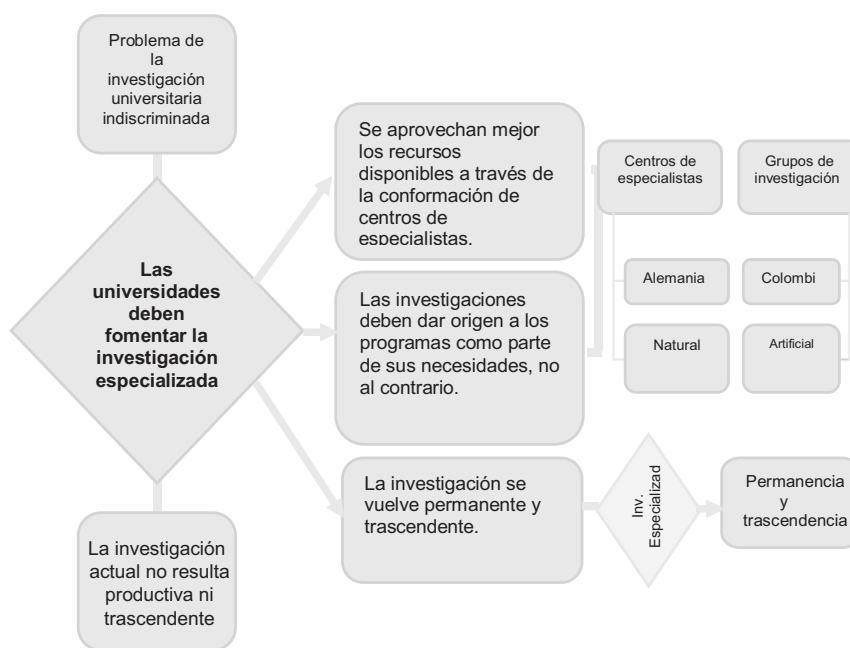 Problema de
la
investigación
universitaria
indiscriminada
Las
universidades
deben
fomentar la
investigación
especializada
La investigación
actual no resulta
productiva ni
trascendente
Se aprovechan mejor
los recursos
disponibles a través de
la conformación de
centros de
especialistas.
Las investigaciones
deben dar origen a los
programas como parte
de sus necesidades, no
al contrario.
La investigación se
vuelve permanente y
trascendente.
Centros de
especialistas
Grupos de
investigación
Alemania
Colombi
Natural
Artificial
Inv.
Especializad
Permanencia
y
trascendencia